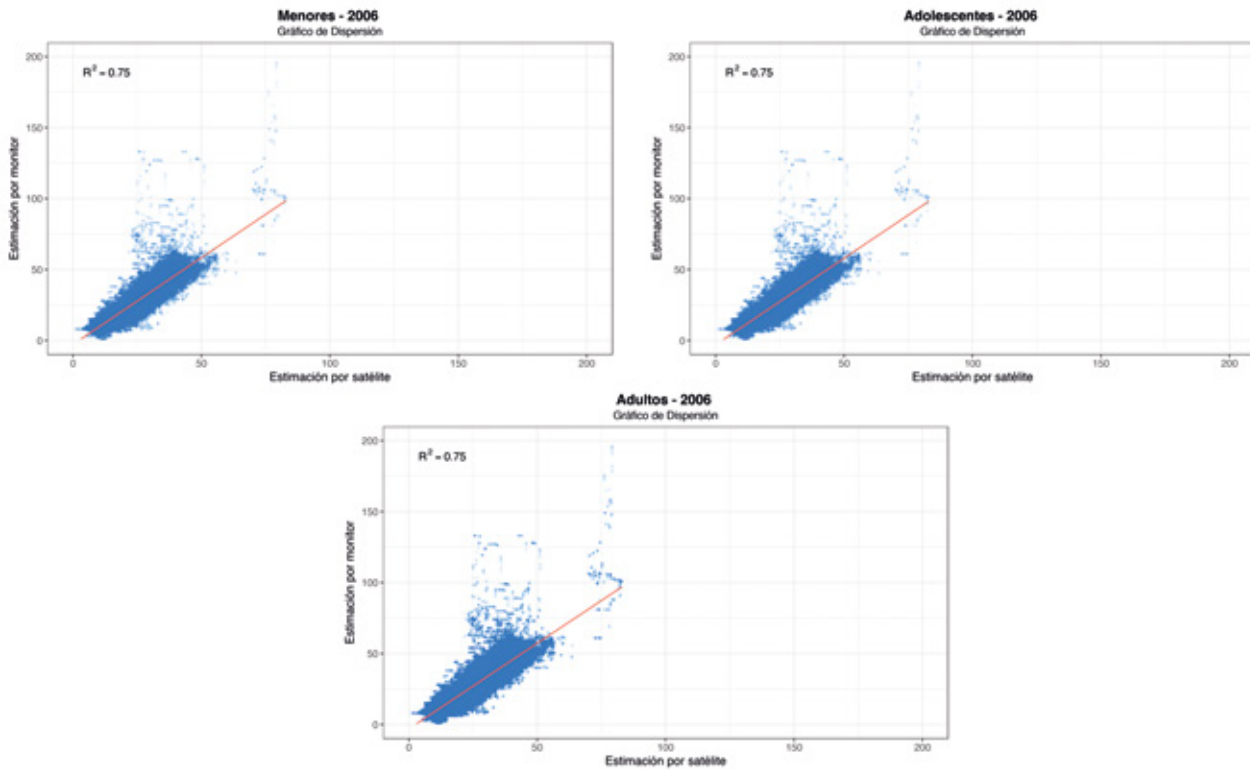 Menores - 2006
Gráfico de Dispersión
R² = 0.75
200
150
100
50
0
Estimación por monitor
0 50 100 150 200
Estimación por satélite
Adolescentes - 2006
Gráfico de Dispersión
R² = 0.75
200
150
100
50
0
Estimación por monitor
0 50 100 150 200
Estimación por satélite
Adultos - 2006
Gráfico de Dispersión
R² = 0.75
200
150
100
50
0
Estimación por monitor
0 50 100 150 200
Estimación por satélite